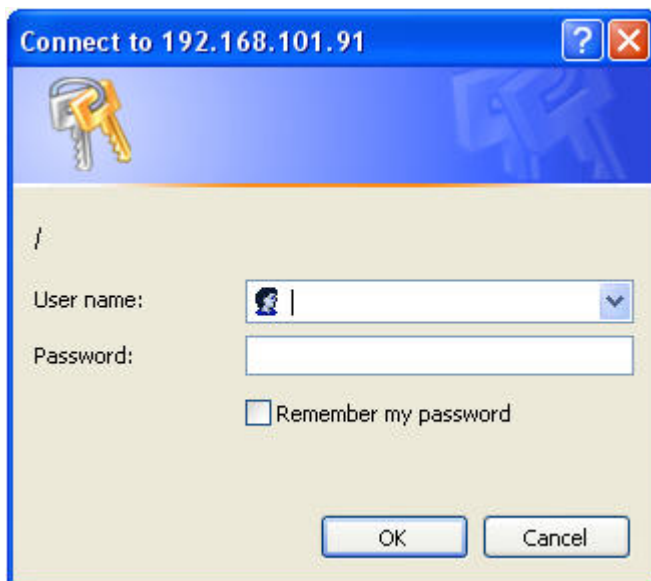 Connect to 192.168.101.91
/
User name:
Password:
Remember my password
OK Cancel